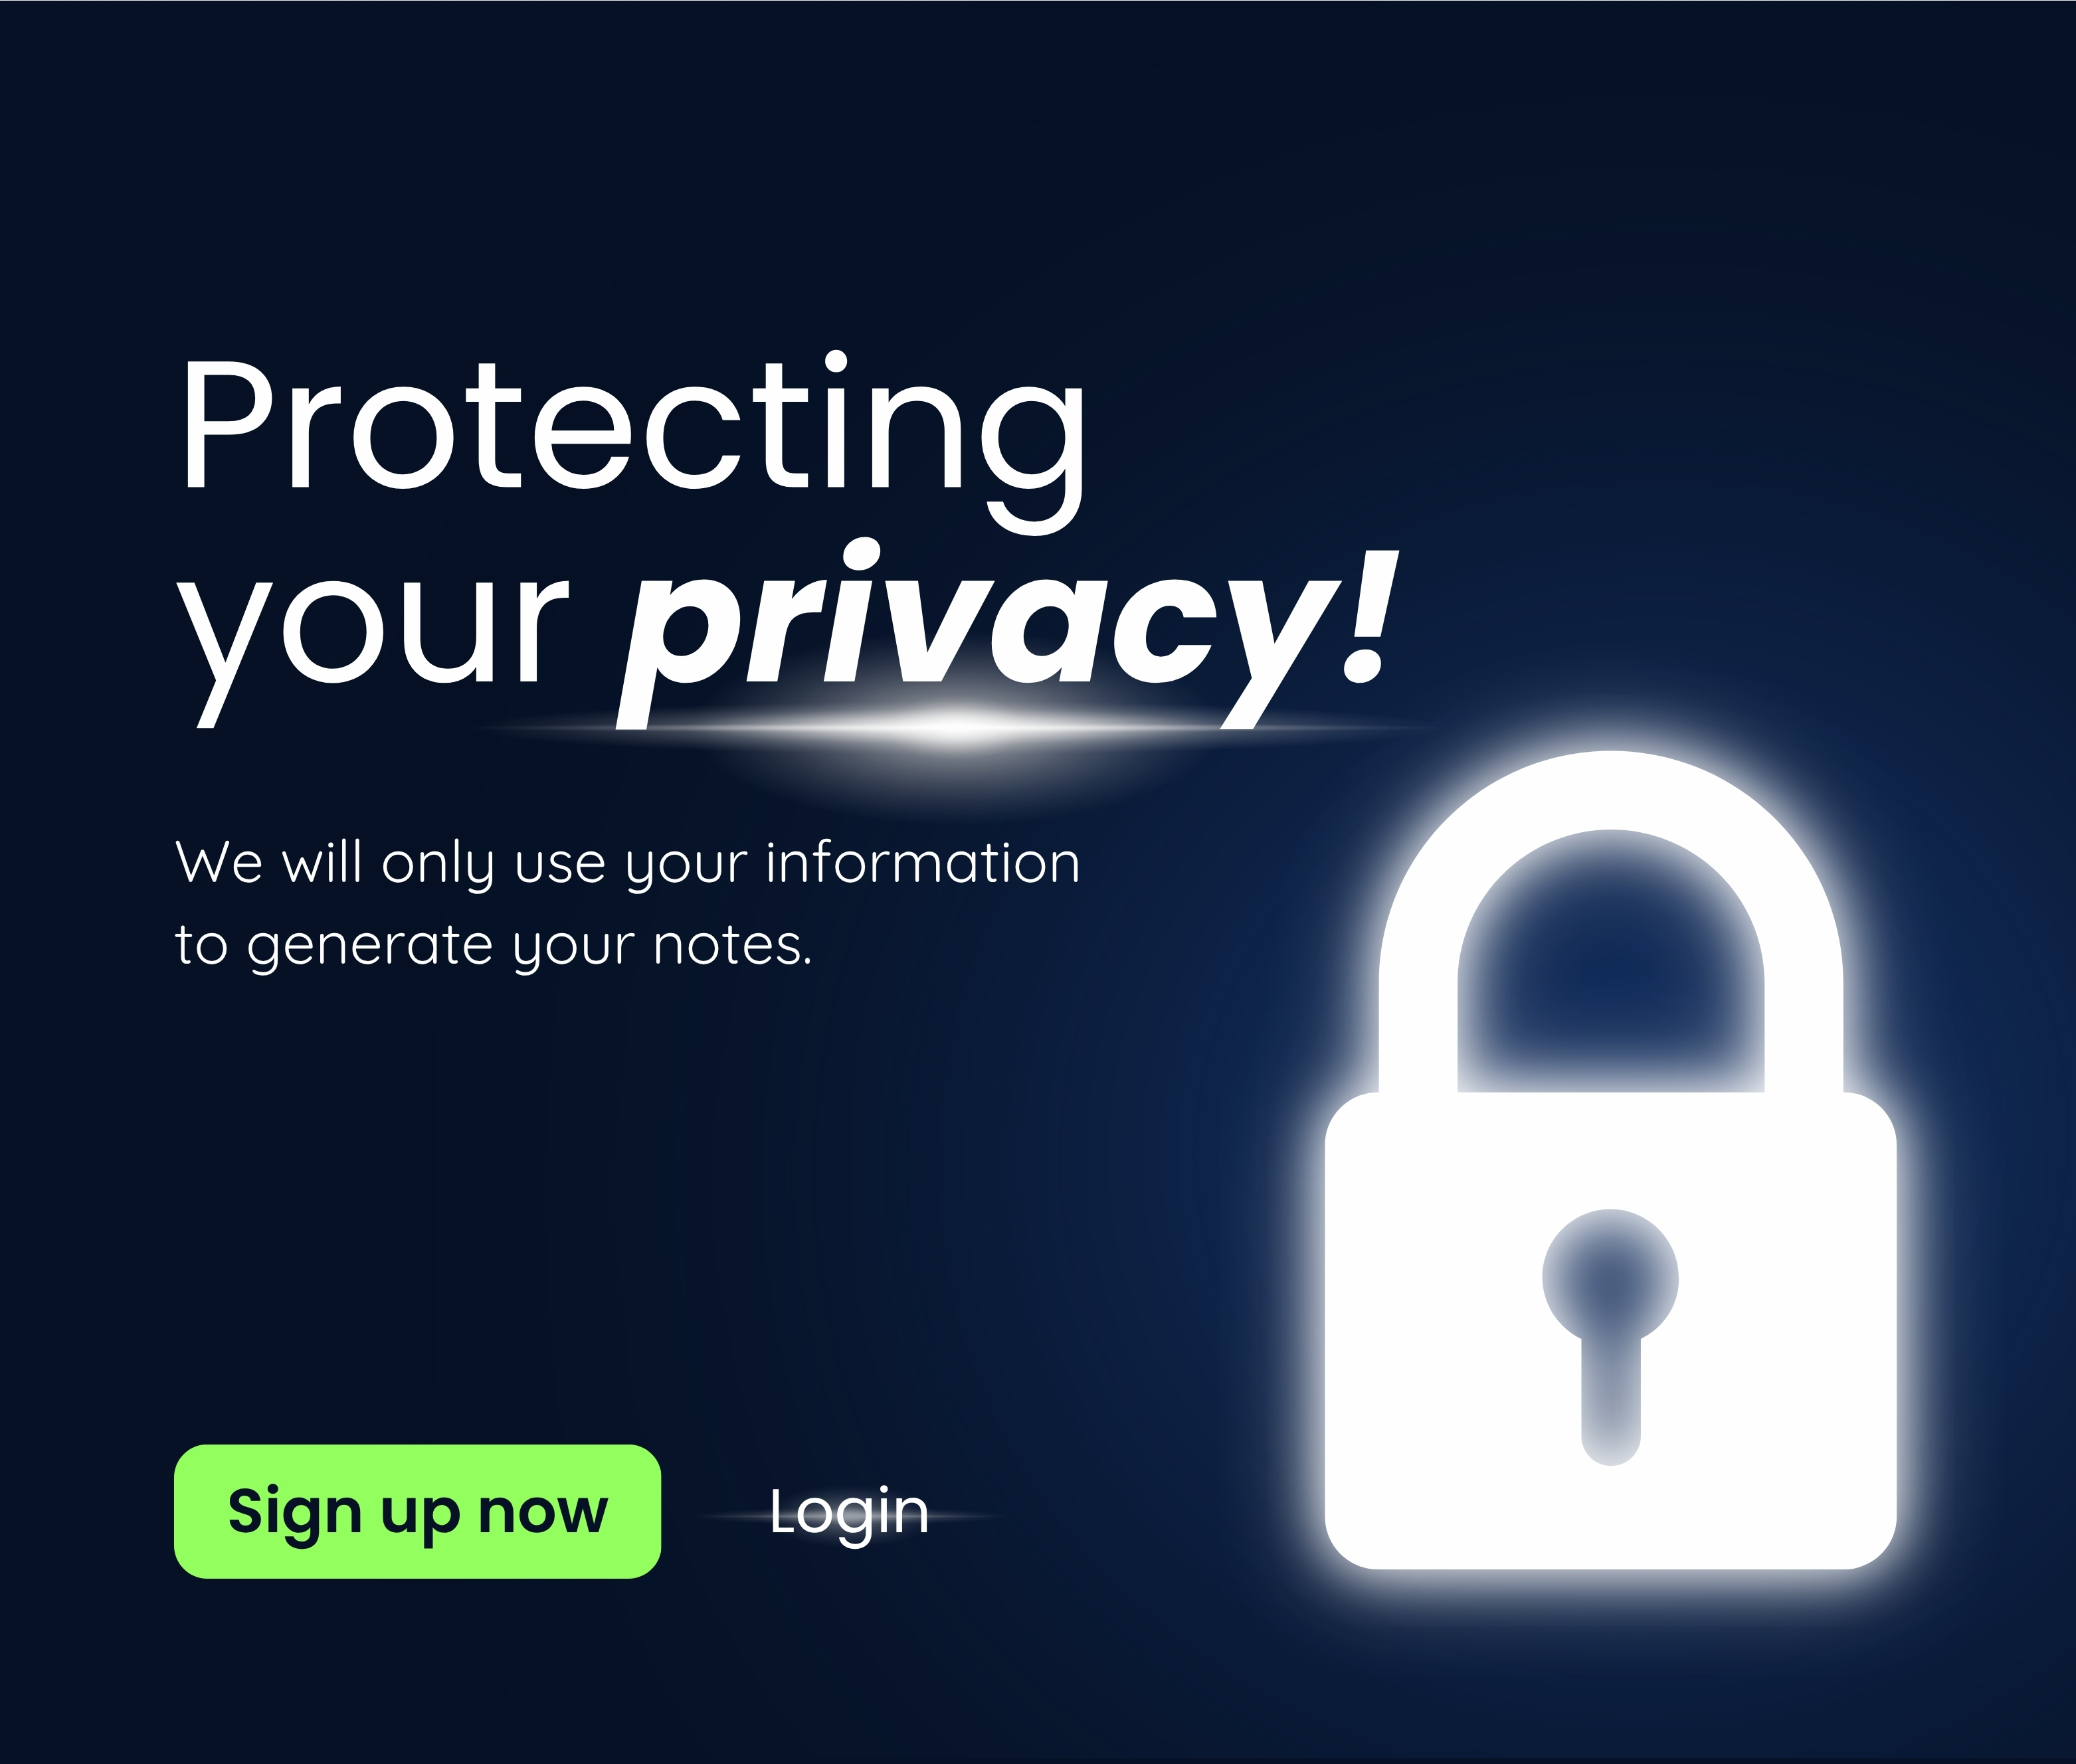 Protecting
your privacy!
We will only use your information
to generate your notes.
Sign up now
Login